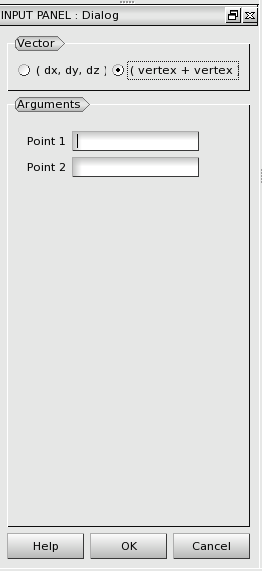 INPUT PANEL : Dialog
Vector
( dx, dy, dz )
( vertex + vertex
Arguments
Point 1
Point 2
Help OK Cancel